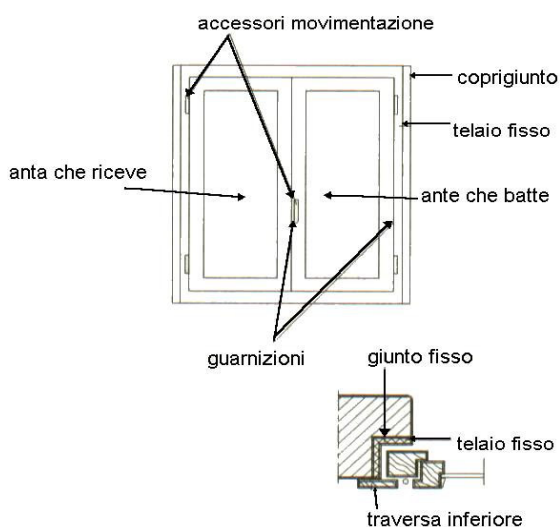 accessori movimentazione
coprigiunto
telaio fisso
anta che riceve
ante che batte
guarnizioni
giunto fisso
telaio fisso
traversa inferiore